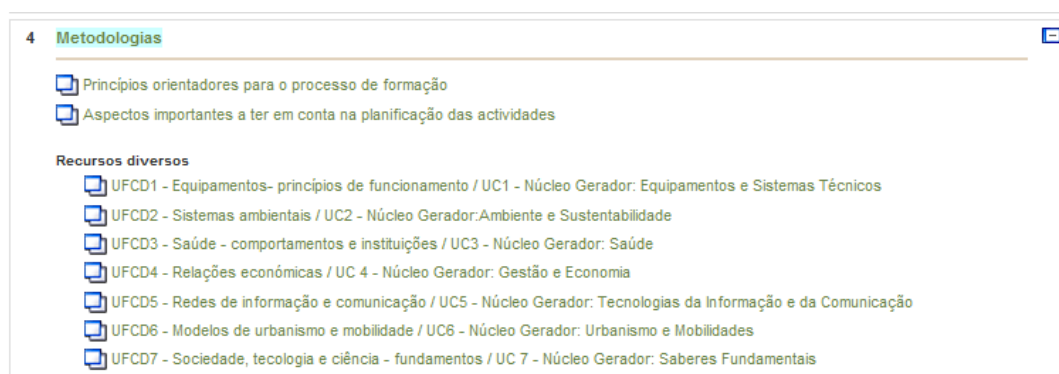 4 Metodologias
Princípios orientadores para o processo de formação
Aspectos importantes a ter em conta na planificação das actividades
Recursos diversos
UFCD1 - Equipamentos- princípios de funcionamento / UC1 - Núcleo Gerador: Equipamentos e Sistemas Técnicos
UFCD2 - Sistemas ambientais / UC2 - Núcleo Gerador:Ambiente e Sustentabilidade
UFCD3 - Saúde - comportamentos e instituições / UC3 - Núcleo Gerador: Saúde
UFCD4 - Relações económicas / UC 4 - Núcleo Gerador: Gestão e Economia
UFCD5 - Redes de informação e comunicação / UC5 - Núcleo Gerador: Tecnologias da Informação e da Comunicação
UFCD6 - Modelos de urbanismo e mobilidade / UC6 - Núcleo Gerador: Urbanismo e Mobilidades
UFCD7 - Sociedade, tecologia e ciência - fundamentos / UC 7 - Núcleo Gerador: Saberes Fundamentais